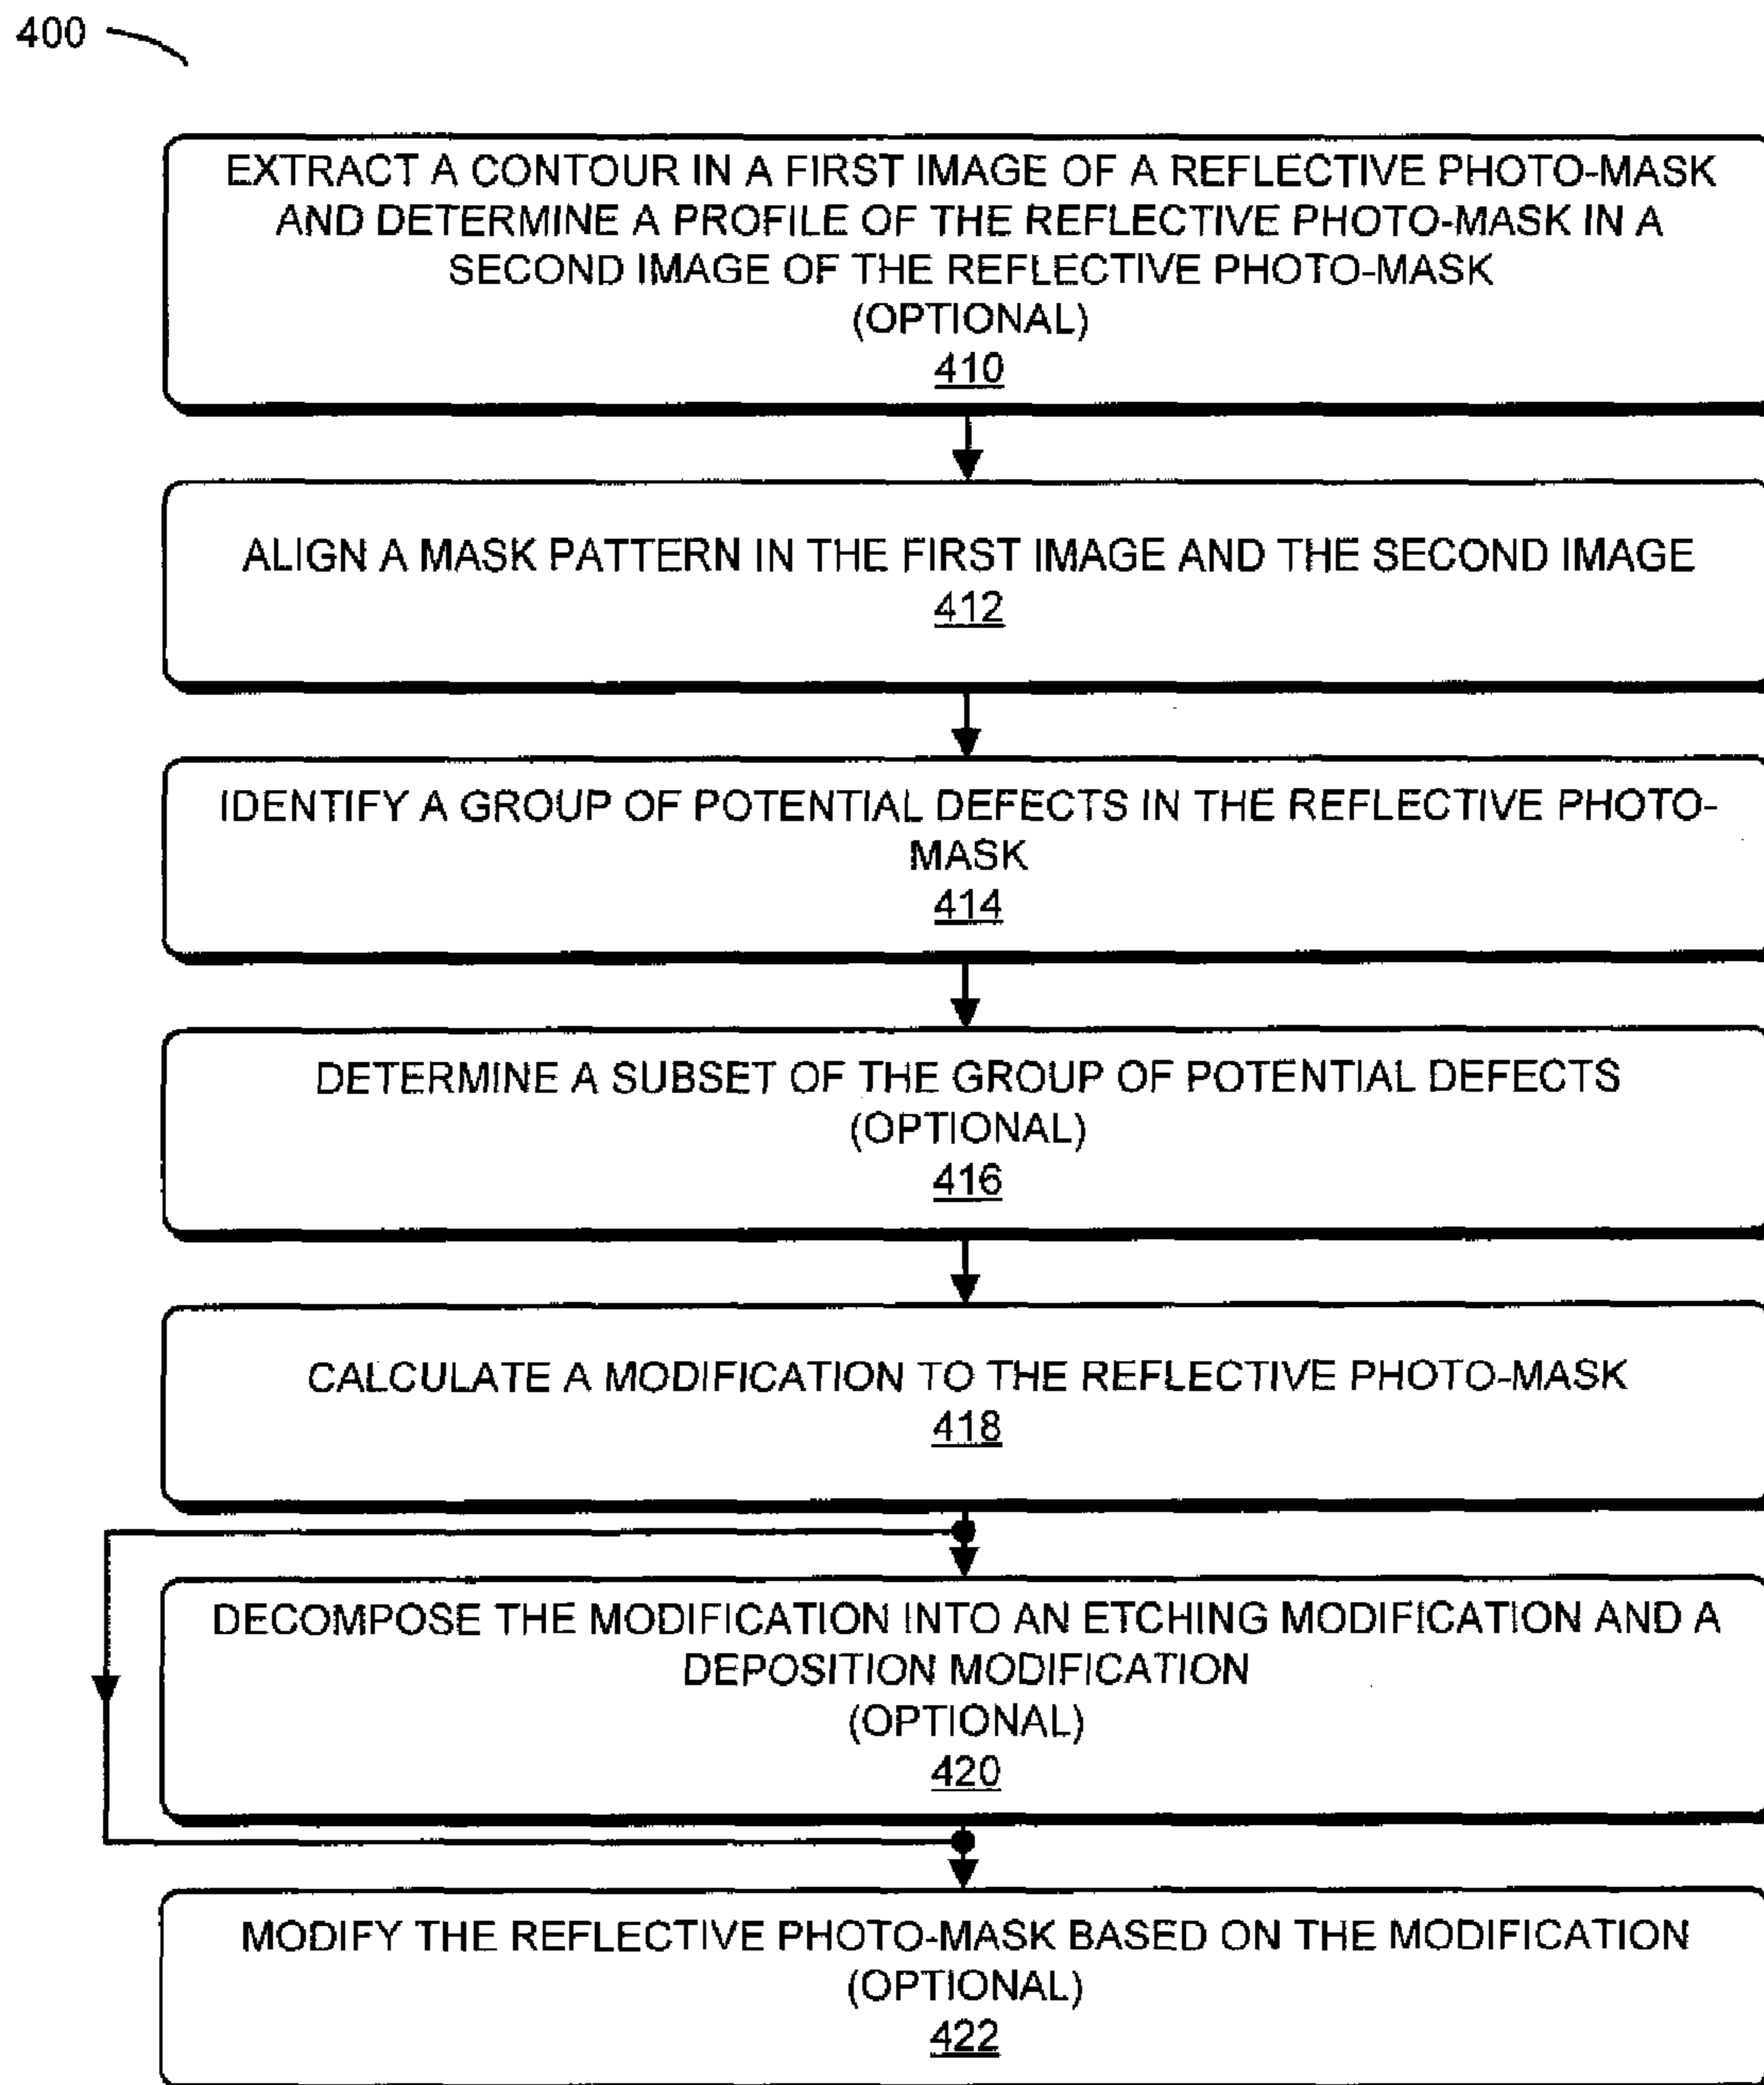 400
EXTRACT A CONTOUR IN A FIRST IMAGE OF A REFLECTIVE PHOTO-MASK
AND DETERMINE A PROFILE OF THE REFLECTIVE PHOTO-MASK IN A
SECOND IMAGE OF THE REFLECTIVE PHOTO-MASK
(OPTIONAL)
410
ALIGN A MASK PATTERN IN THE FIRST IMAGE AND THE SECOND IMAGE
412
IDENTIFY A GROUP OF POTENTIAL DEFECTS IN THE REFLECTIVE PHOTO-
MASK
414
DETERMINE A SUBSET OF THE GROUP OF POTENTIAL DEFECTS
(OPTIONAL)
416
CALCULATE A MODIFICATION TO THE REFLECTIVE PHOTO-MASK
418
DECOMPOSE THE MODIFICATION INTO AN ETCHING MODIFICATION AND A
DEPOSITION MODIFICATION
(OPTIONAL)
420
MODIFY THE REFLECTIVE PHOTO-MASK BASED ON THE MODIFICATION
(OPTIONAL)
422